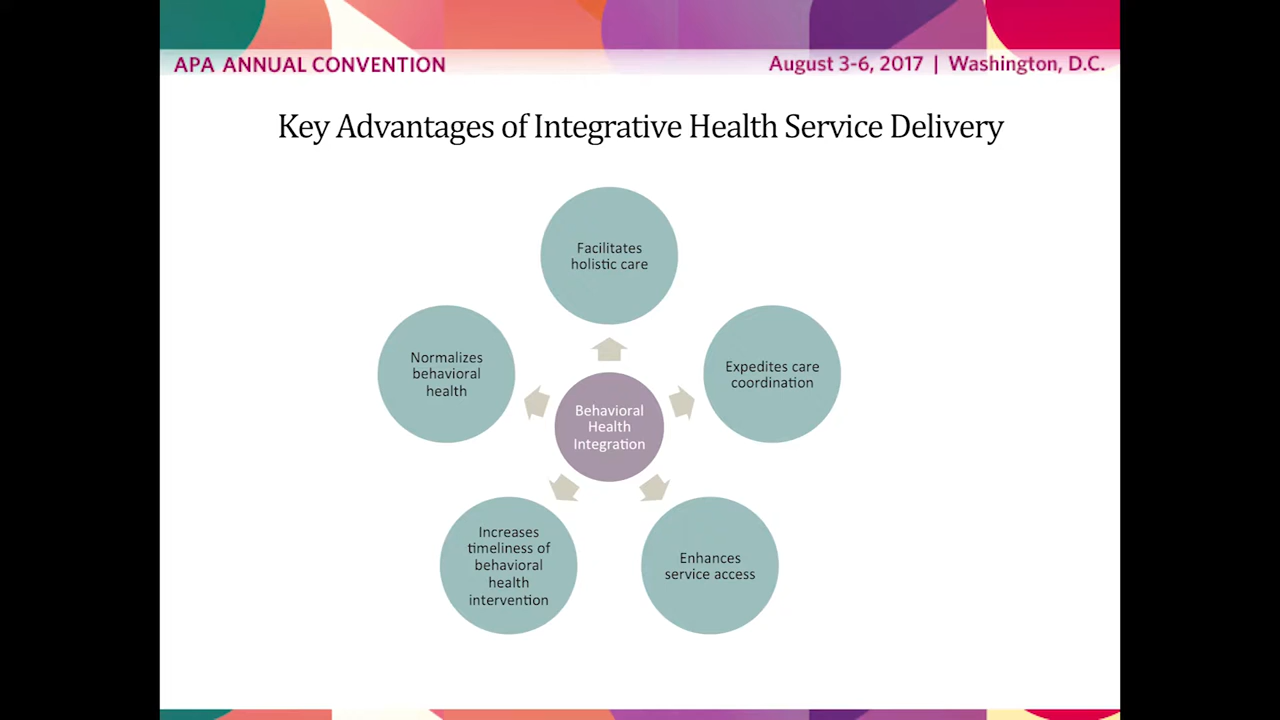 APA ANNUAL CONVENTION
August 3-6, 2017 | Washington, D.C.
Key Advantages of Integrative Health Service Delivery
Facilitates
holistic care
Expedites care
coordination
Enhances
service access
Increases
timeliness of
behavioral
health
intervention
Normalizes
behavioral
health
Behavioral
Health
Integration